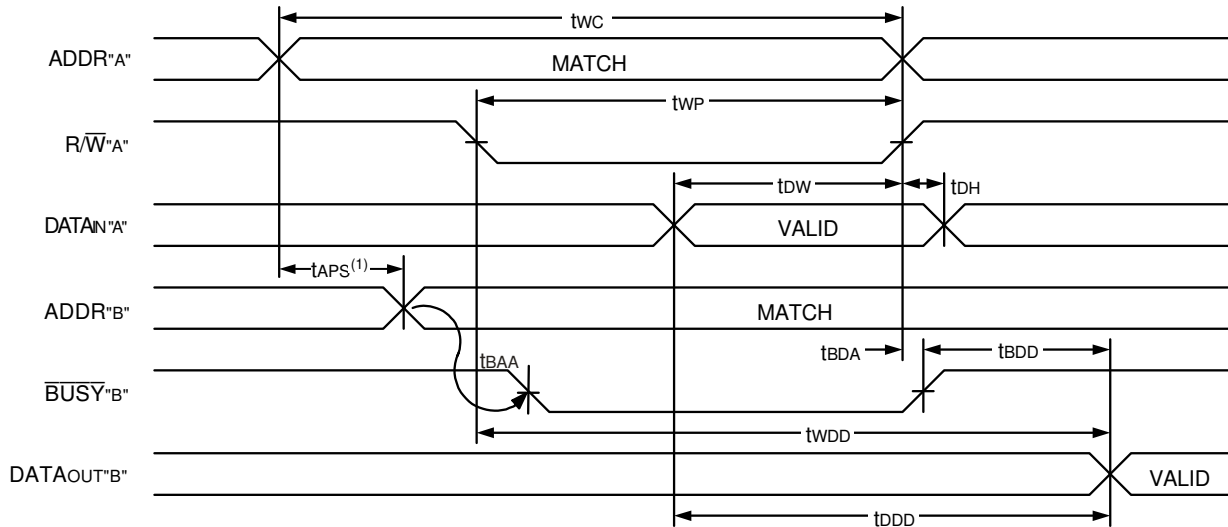 tWC
ADDR"A"
MATCH
tWP
R/W̅"A"
tDW
tDH
DATAIN"A"
VALID
tAPS(1)
ADDR"B"
MATCH
tBAA
tBDA
tBDD
B̅U̅S̅Y̅"B"
tWDD
DATAOUT"B"
VALID
tDDD